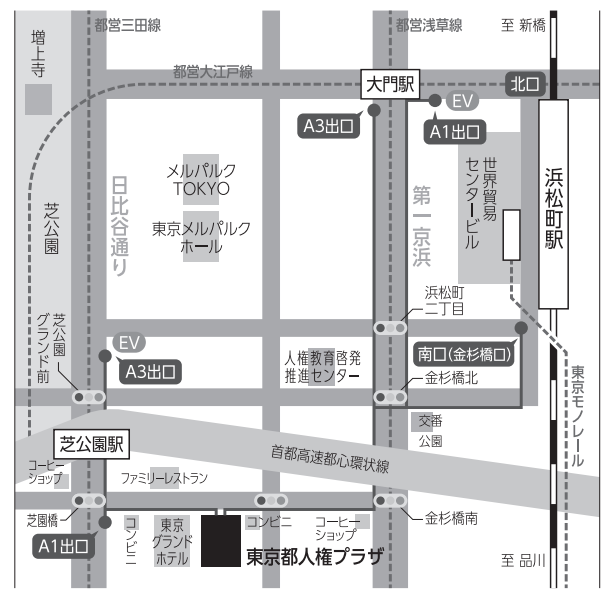 都営三田線
都営浅草線
至 新橋
増上寺
都営大江戸線
大門駅
北口
EV
A3出口
A1出口
メルパルク
TOKYO
世界貿易
センタービル
浜松町駅
日比谷通り
第一京浜
芝公園
東京メルパルク
ホール
浜松町
二丁目
芝公園
グランド前
EV
A3出口
人権教育啓発
推進センター
南口(金杉橋口)
金杉橋北
東京モノレール
交番
公園
芝公園駅
首都高速都心環状線
コーヒー
ショップ
ファミリーレストラン
芝園橋
コンビニ
東京
グランド
ホテル
コンビニ
コーヒー
ショップ
金杉橋南
A1出口
東京都人権プラザ
至 品川